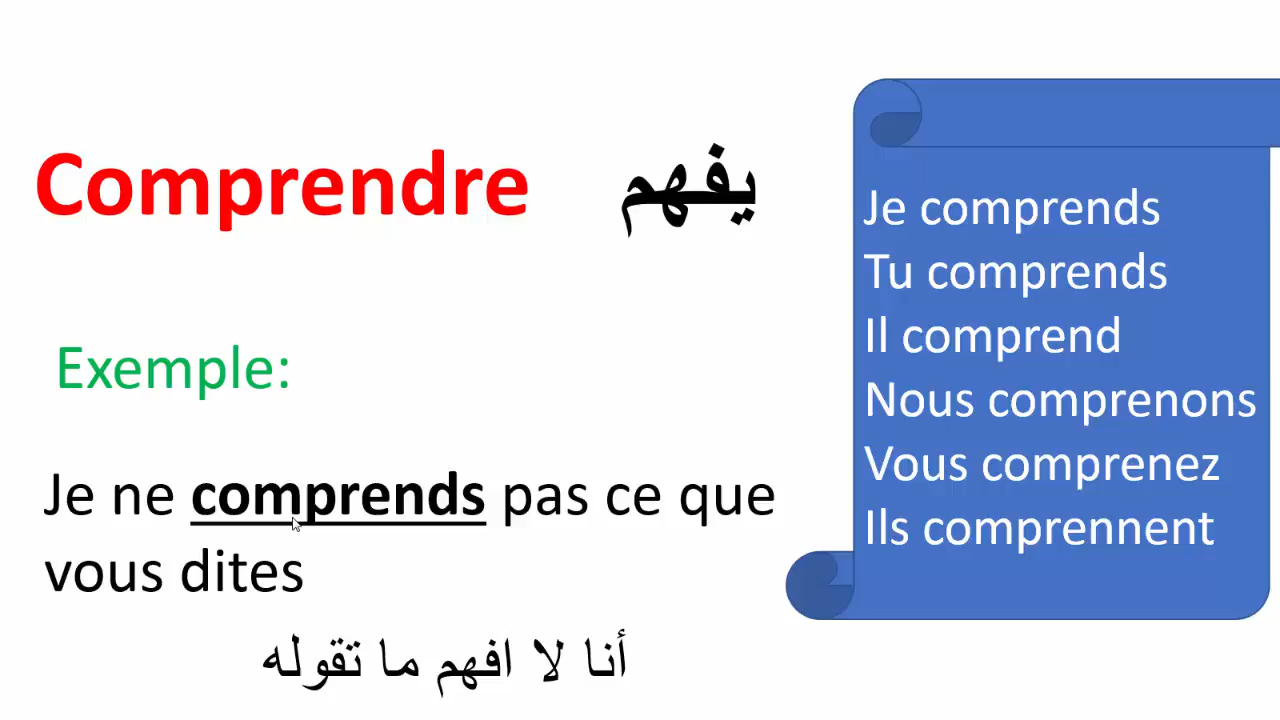 Comprendre يفهم
Exemple:
Je ne comprends pas ce que
vous dites
أنا لا افهم ما تقوله
Je comprends
Tu comprends
Il comprend
Nous comprenons
Vous comprenez
Ils comprennent